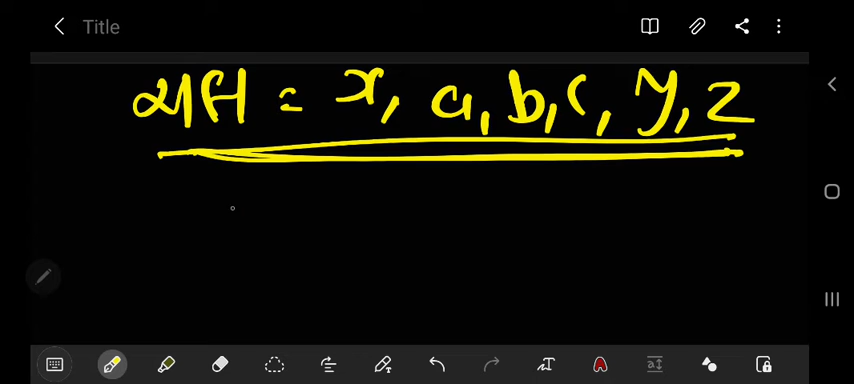 = x, a, b, c, y, z
Title